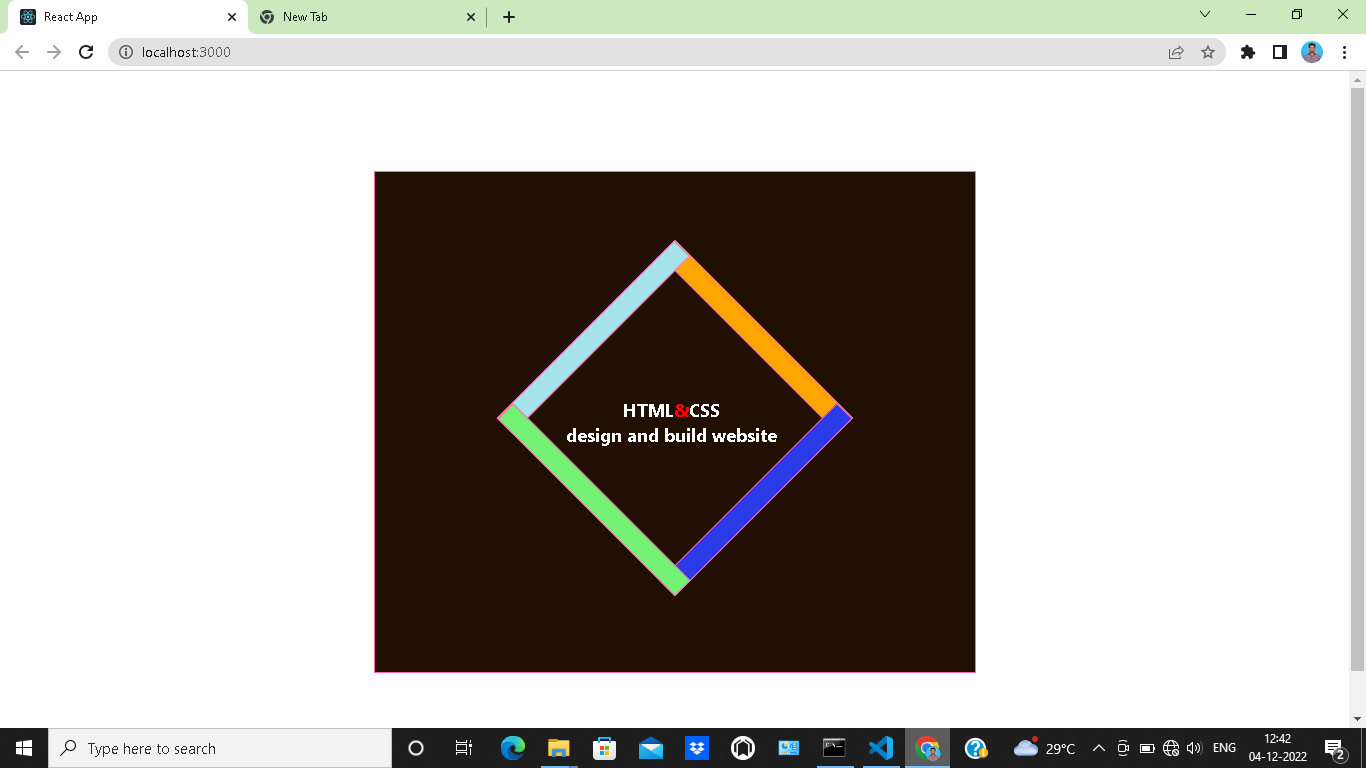 React App
New Tab
localhost:3000
HTML&CSS
design and build website
Type here to search
29°C
ENG
12:42
04-12-2022
2